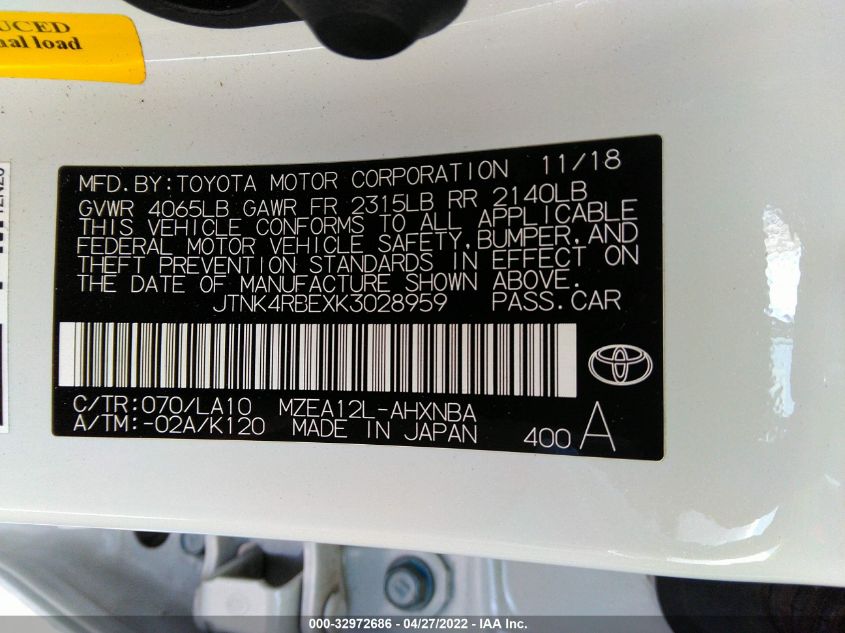 UCED
nal load
MFD.BY:TOYOTA MOTOR CORPORATION 11/18
GVWR 4065LB GAWR FR 2315LB RR 2140LB
THIS VEHICLE CONFORMS TO ALL APPLICABLE
FEDERAL MOTOR VEHICLE SAFETY,BUMPER,AND
THEFT PREVENTION STANDARDS IN EFFECT ON
THE DATE OF MANUFACTURE SHOWN ABOVE.
JTNK4RBEXK3028959 PASS.CAR
C/TR:070/LA10 MZEA12L-AHXNBA
A/TM:-02A/K120 MADE IN JAPAN 400 A
000-32972686 - 04/27/2022 - IAA Inc.